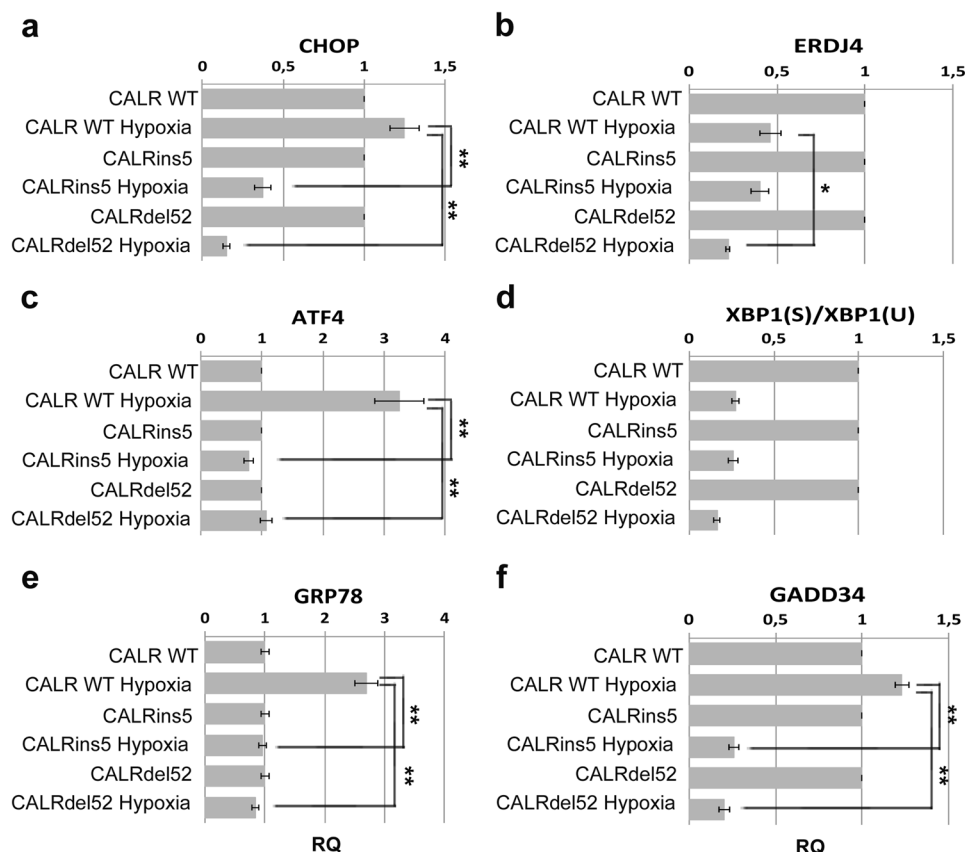 a
CHOP
0 0,5 1 1,5
CALR WT
CALR WT Hypoxia
CALRins5
CALRins5 Hypoxia
CALRdel52
CALRdel52 Hypoxia
**
**
b
ERDJ4
0 0,5 1 1,5
CALR WT
CALR WT Hypoxia
CALRins5
CALRins5 Hypoxia
CALRdel52
CALRdel52 Hypoxia
*
c
ATF4
0 1 2 3 4
CALR WT
CALR WT Hypoxia
CALRins5
CALRins5 Hypoxia
CALRdel52
CALRdel52 Hypoxia
**
**
d
XBP1(S)/XBP1(U)
0 0,5 1 1,5
CALR WT
CALR WT Hypoxia
CALRins5
CALRins5 Hypoxia
CALRdel52
CALRdel52 Hypoxia
e
GRP78
0 1 2 3 4
CALR WT
CALR WT Hypoxia
CALRins5
CALRins5 Hypoxia
CALRdel52
CALRdel52 Hypoxia
**
**
RQ
f
GADD34
0 0,5 1 1,5
CALR WT
CALR WT Hypoxia
CALRins5
CALRins5 Hypoxia
CALRdel52
CALRdel52 Hypoxia
**
**
RQ